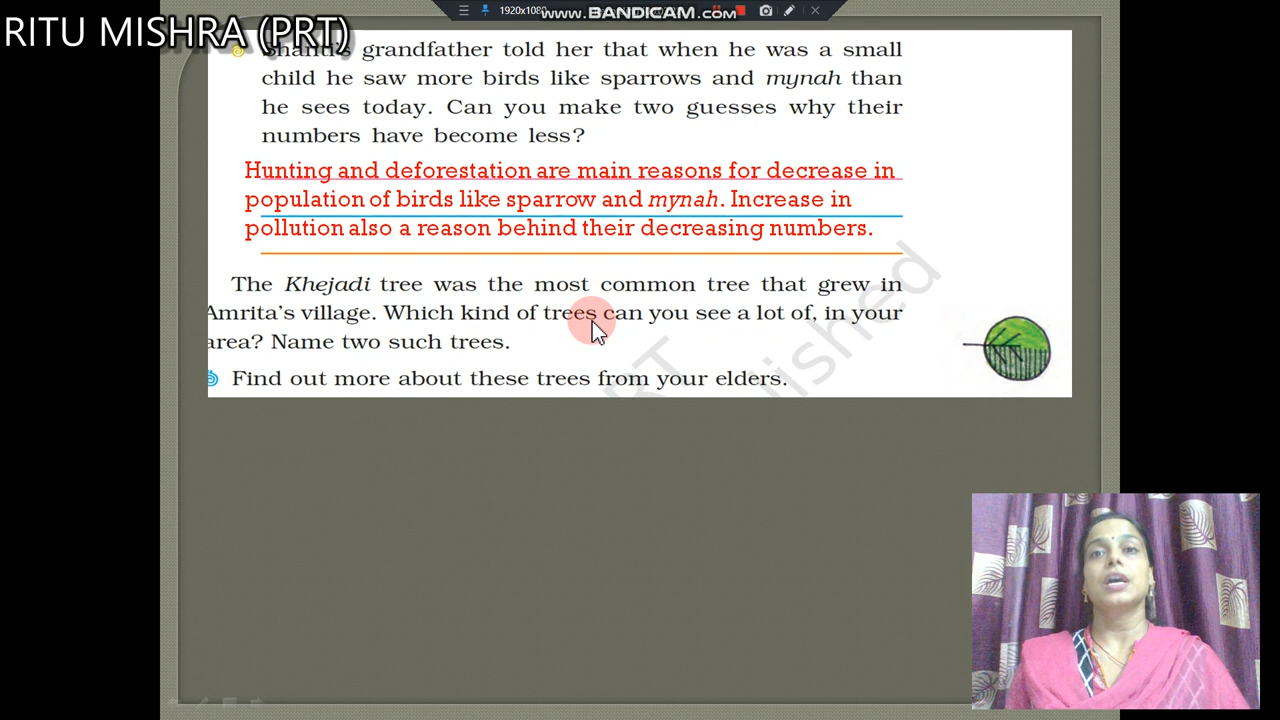 1920x1080
www.BANDICAM.com
RITU MISHRA (PRT)
Shanti's grandfather told her that when he was a small
child he saw more birds like sparrows and mynah than
he sees today. Can you make two guesses why their
numbers have become less?
Hunting and deforestation are main reasons for decrease in
population of birds like sparrow and mynah. Increase in
pollution also a reason behind their decreasing numbers.
The Khejadi tree was the most common tree that grew in
Amrita's village. Which kind of trees can you see a lot of, in your
area? Name two such trees.
Find out more about these trees from your elders.